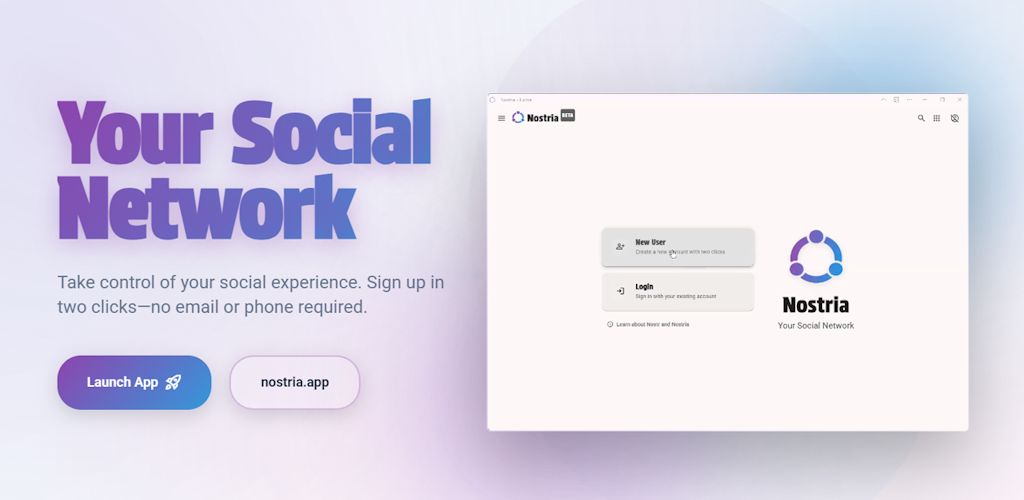 Your Social
Network
Take control of your social experience. Sign up in
two clicks—no email or phone required.
Launch App
nostria.app
Nostria BETA
New User
Create a new account with two clicks
Login
Sign in with your existing account
Learn about Nostr and Nostria
Nostria
Your Social Network